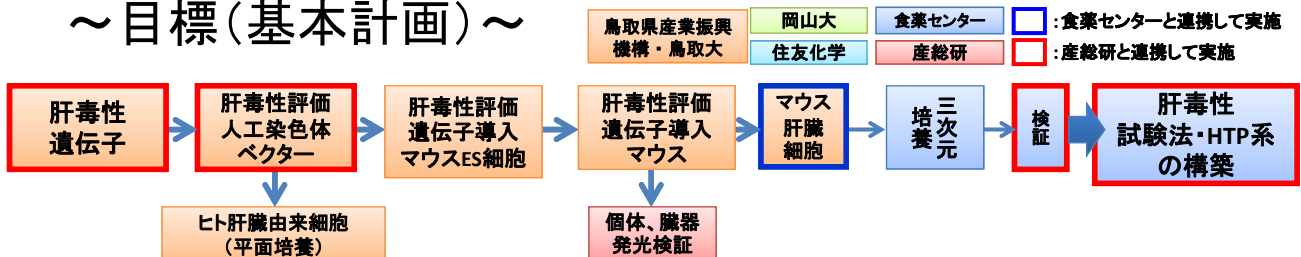 ～目標（基本計画）～
鳥取県産業振興
機構・鳥取大
岡山大
食薬センター
：食薬センターと連携して実施
住友化学
産総研
：産総研と連携して実施
肝毒性
遺伝子
肝毒性評価
人工染色体
ベクター
肝毒性評価
遺伝子導入
マウスES細胞
肝毒性評価
遺伝子導入
マウス
マウス
肝臓
細胞
三次元
培養
検証
肝毒性
試験法・HTP系
の構築
ヒト肝臓由来細胞
（平面培養）
個体、臓器
発光検証